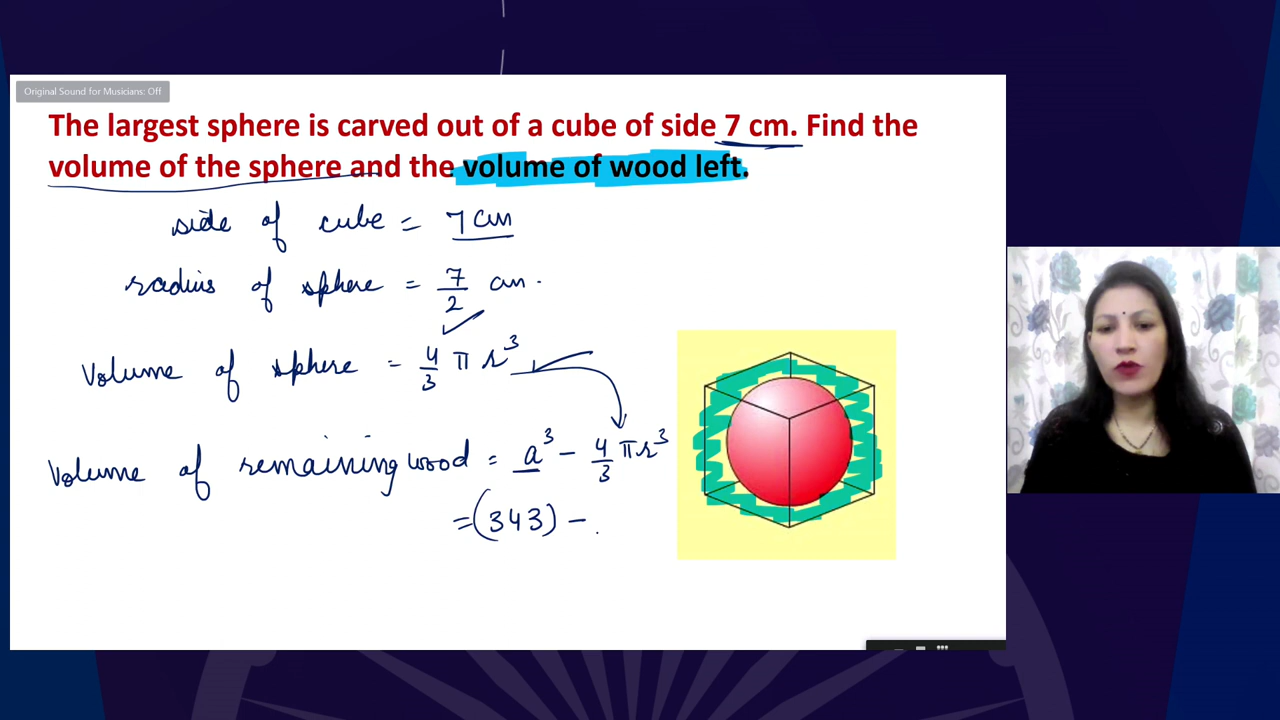 Original Sound for Musicians: Off
The largest sphere is carved out of a cube of side 7 cm. Find the
volume of the sphere and the volume of wood left.
side of cube = 7 cm
radius of sphere = 7/2 cm.
Volume of sphere = 4/3 π r³
Volume of remaining wood = a³ - 4/3 π r³
= (343) -